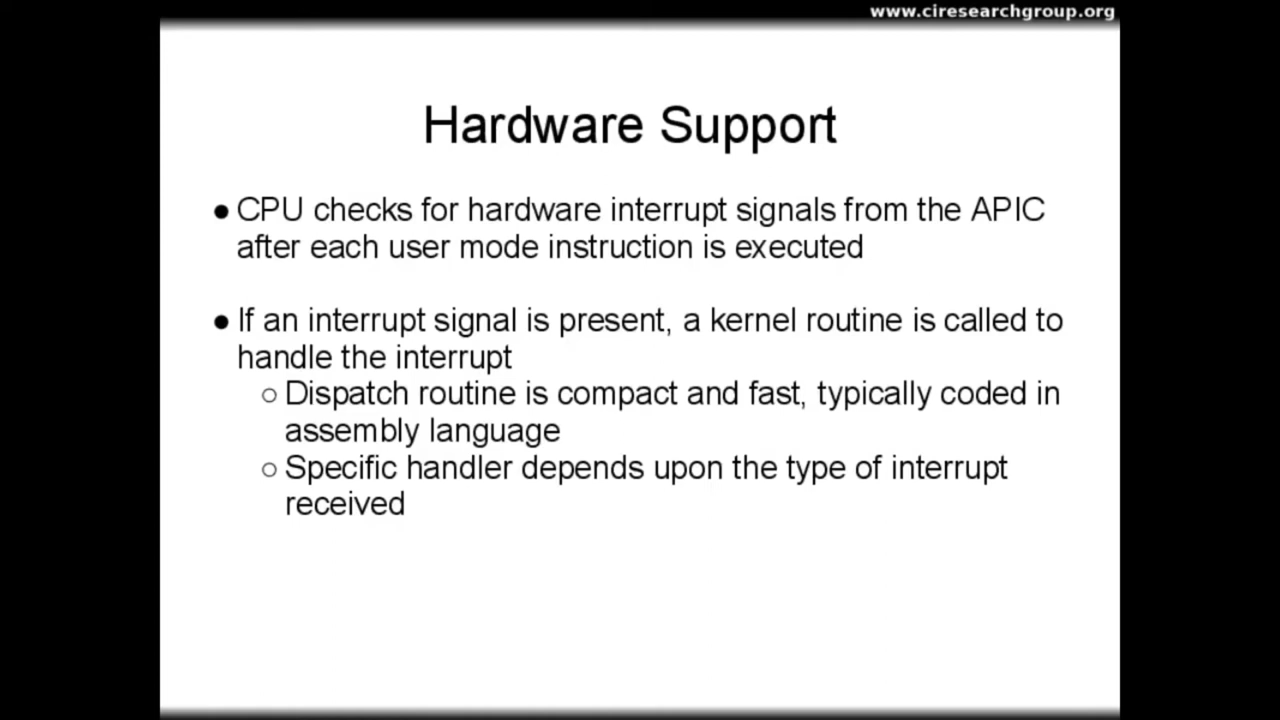 www.ciresearchgroup.org
Hardware Support
● CPU checks for hardware interrupt signals from the APIC
after each user mode instruction is executed
● If an interrupt signal is present, a kernel routine is called to
handle the interrupt
○ Dispatch routine is compact and fast, typically coded in
assembly language
○ Specific handler depends upon the type of interrupt
received